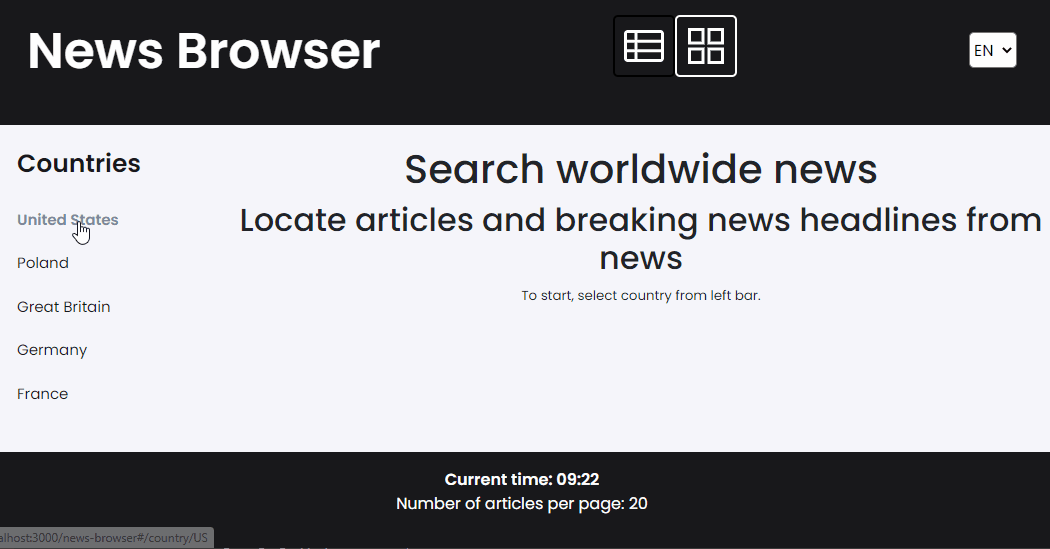 News Browser
EN
Countries
United States
Poland
Great Britain
Germany
France
Search worldwide news
Locate articles and breaking news headlines from
news
To start, select country from left bar.
Current time: 09:22
Number of articles per page: 20
alhost:3000/news-browser#/country/US